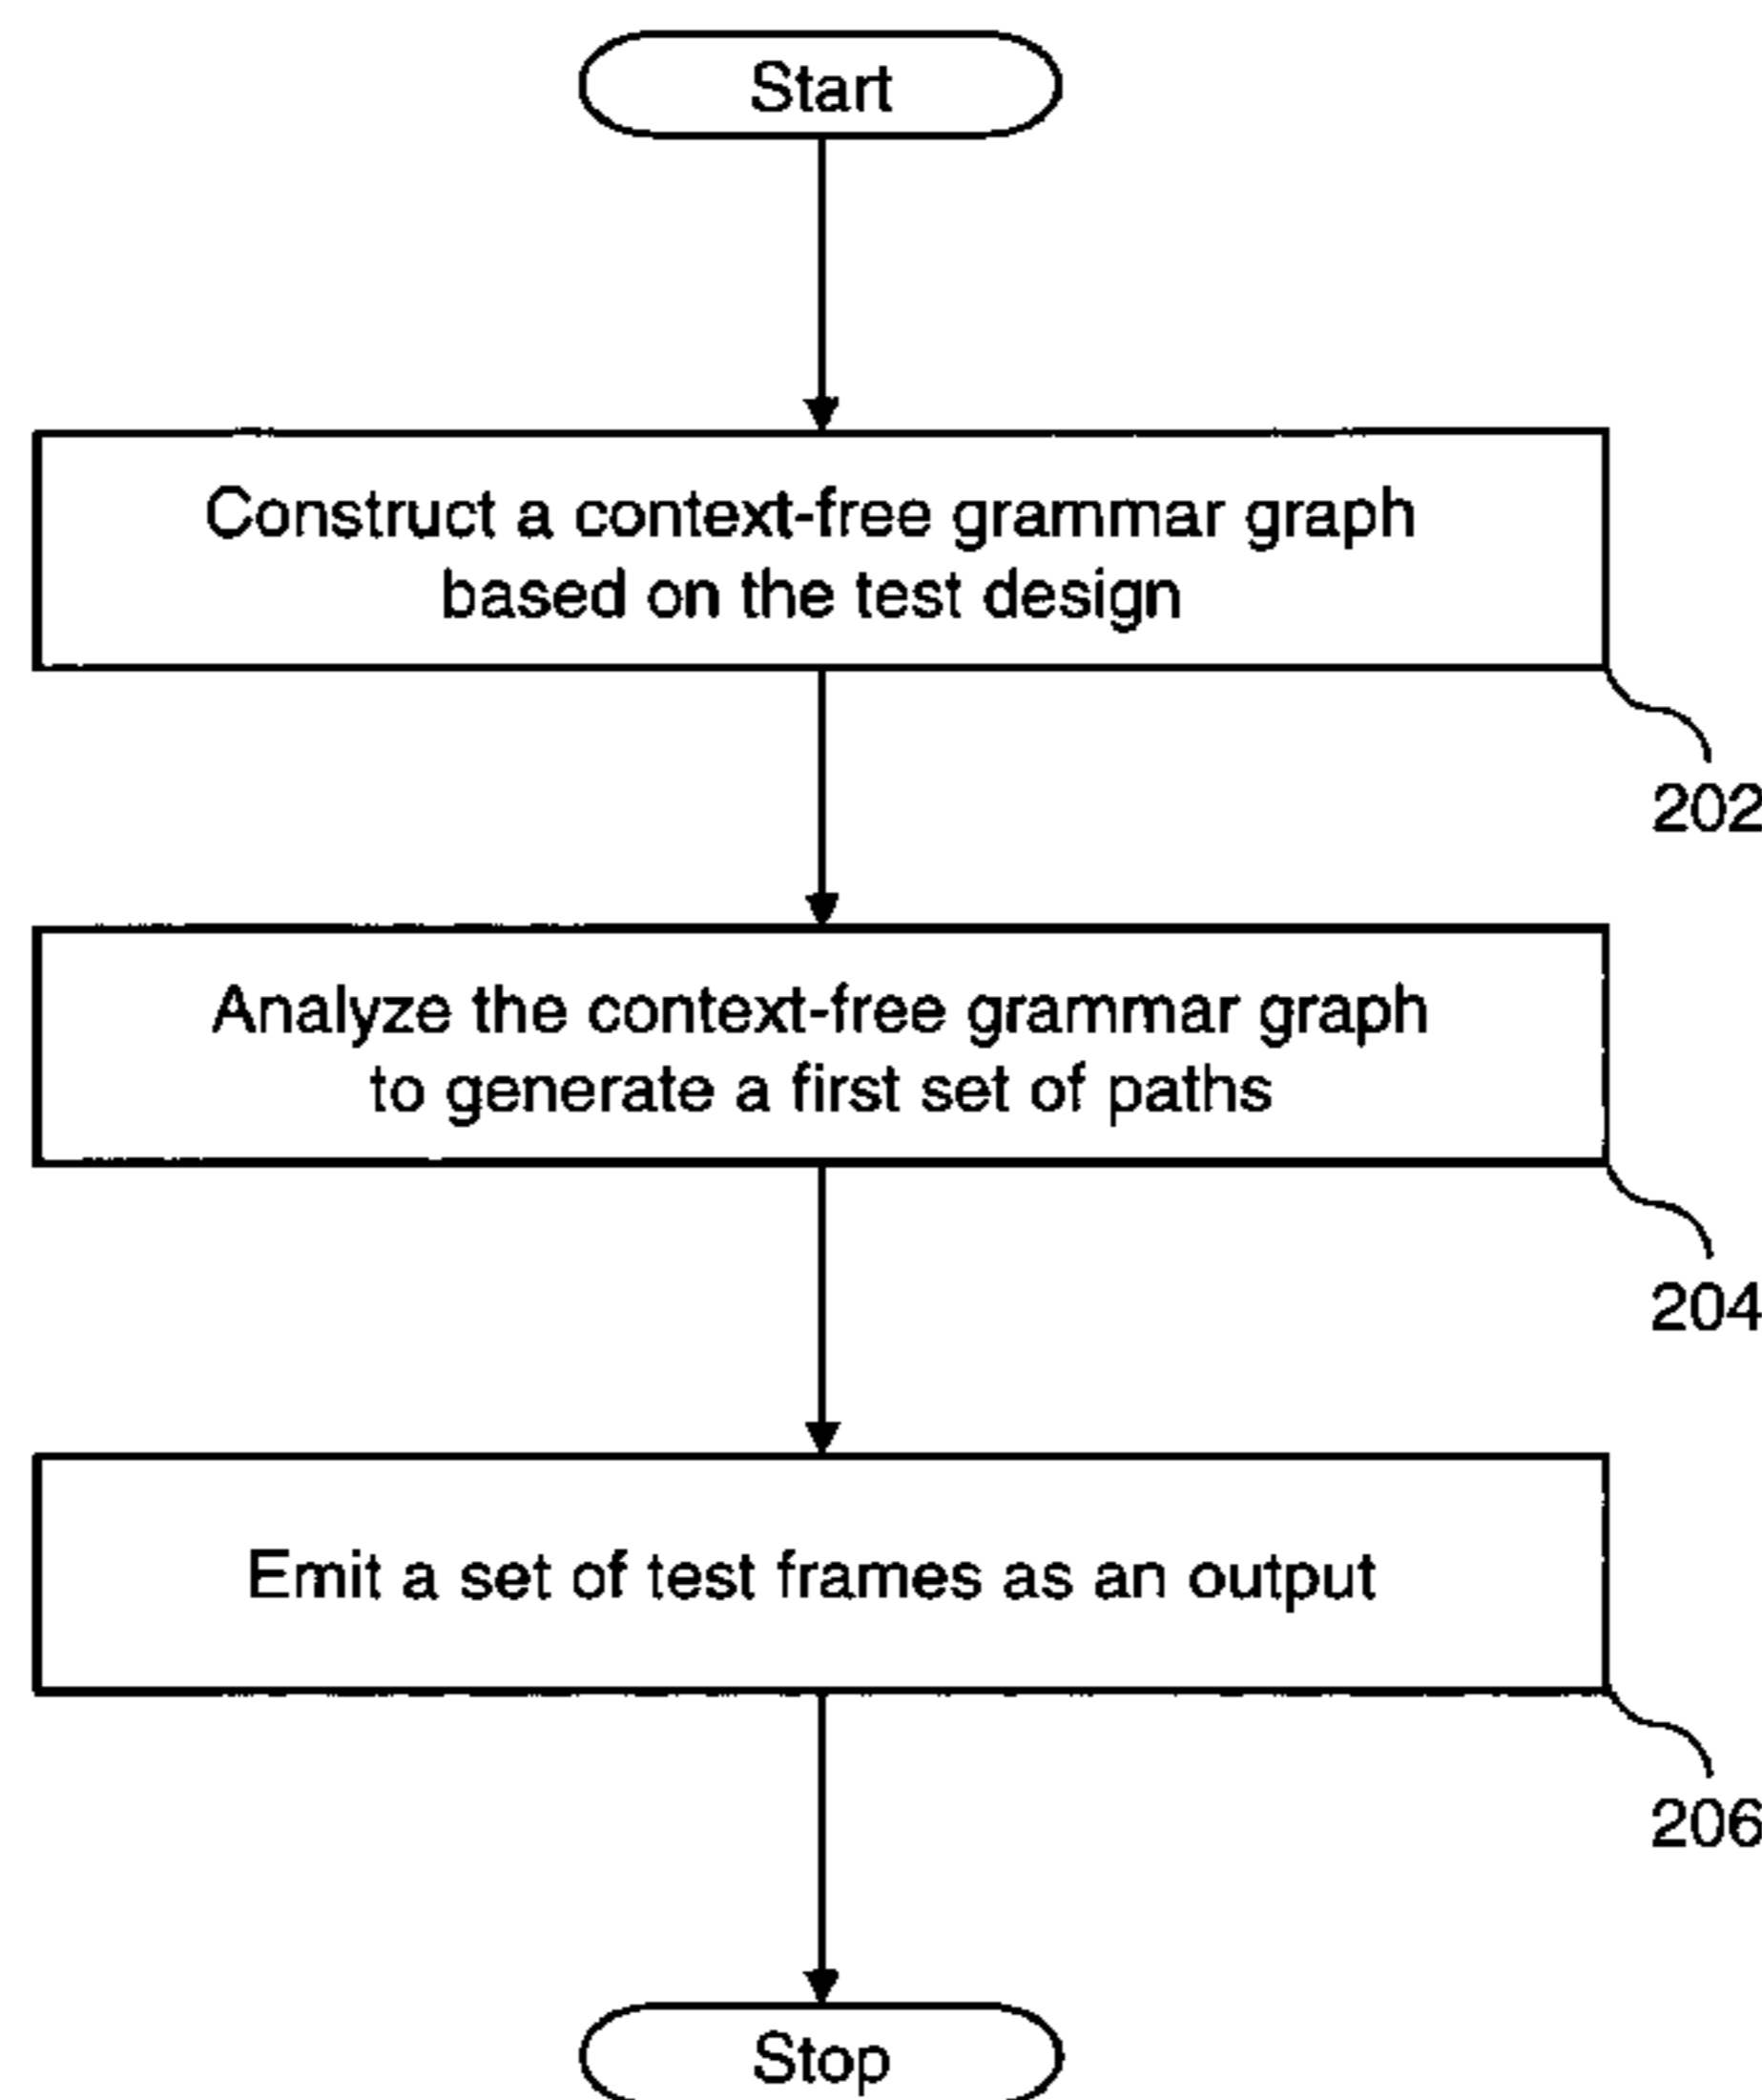 Start
Construct a context-free grammar graph
based on the test design
202
Analyze the context-free grammar graph
to generate a first set of paths
204
Emit a set of test frames as an output
206
Stop